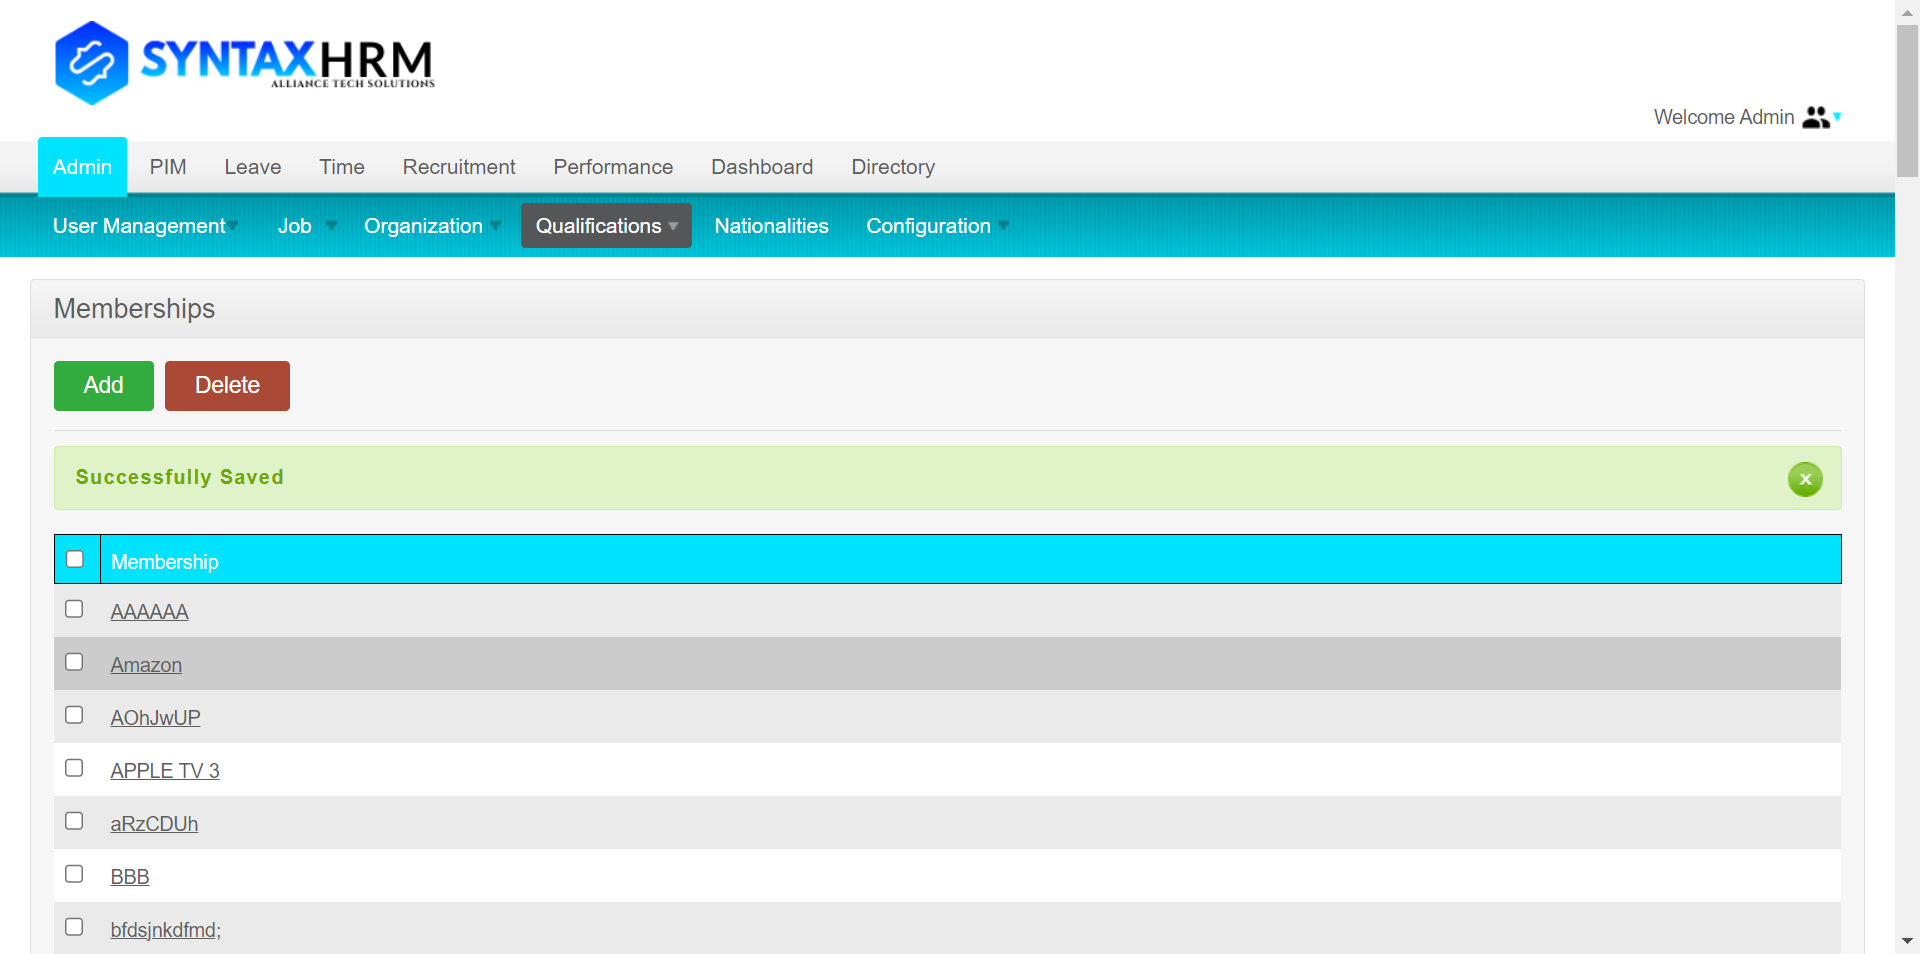 SYNTAXHRM
ALLIANCE TECH SOLUTIONS
Welcome Admin
Admin PIM Leave Time Recruitment Performance Dashboard Directory
User Management Job Organization Qualifications Nationalities Configuration
Memberships
Add Delete
Successfully Saved
x
Membership
AAAAAA
Amazon
AOhJwUP
APPLE TV 3
aRzCDUh
BBB
bfdsjnkdfmd;